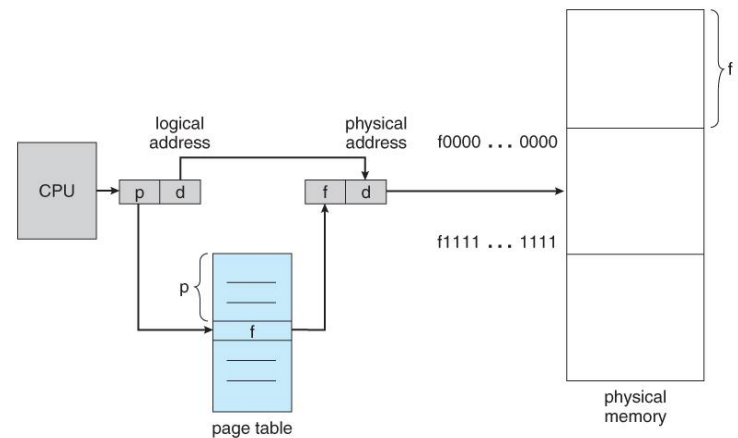 f
logical
address
physical
address
f0000 ... 0000
CPU
p d
f d
f1111 ... 1111
p
f
page table
physical
memory